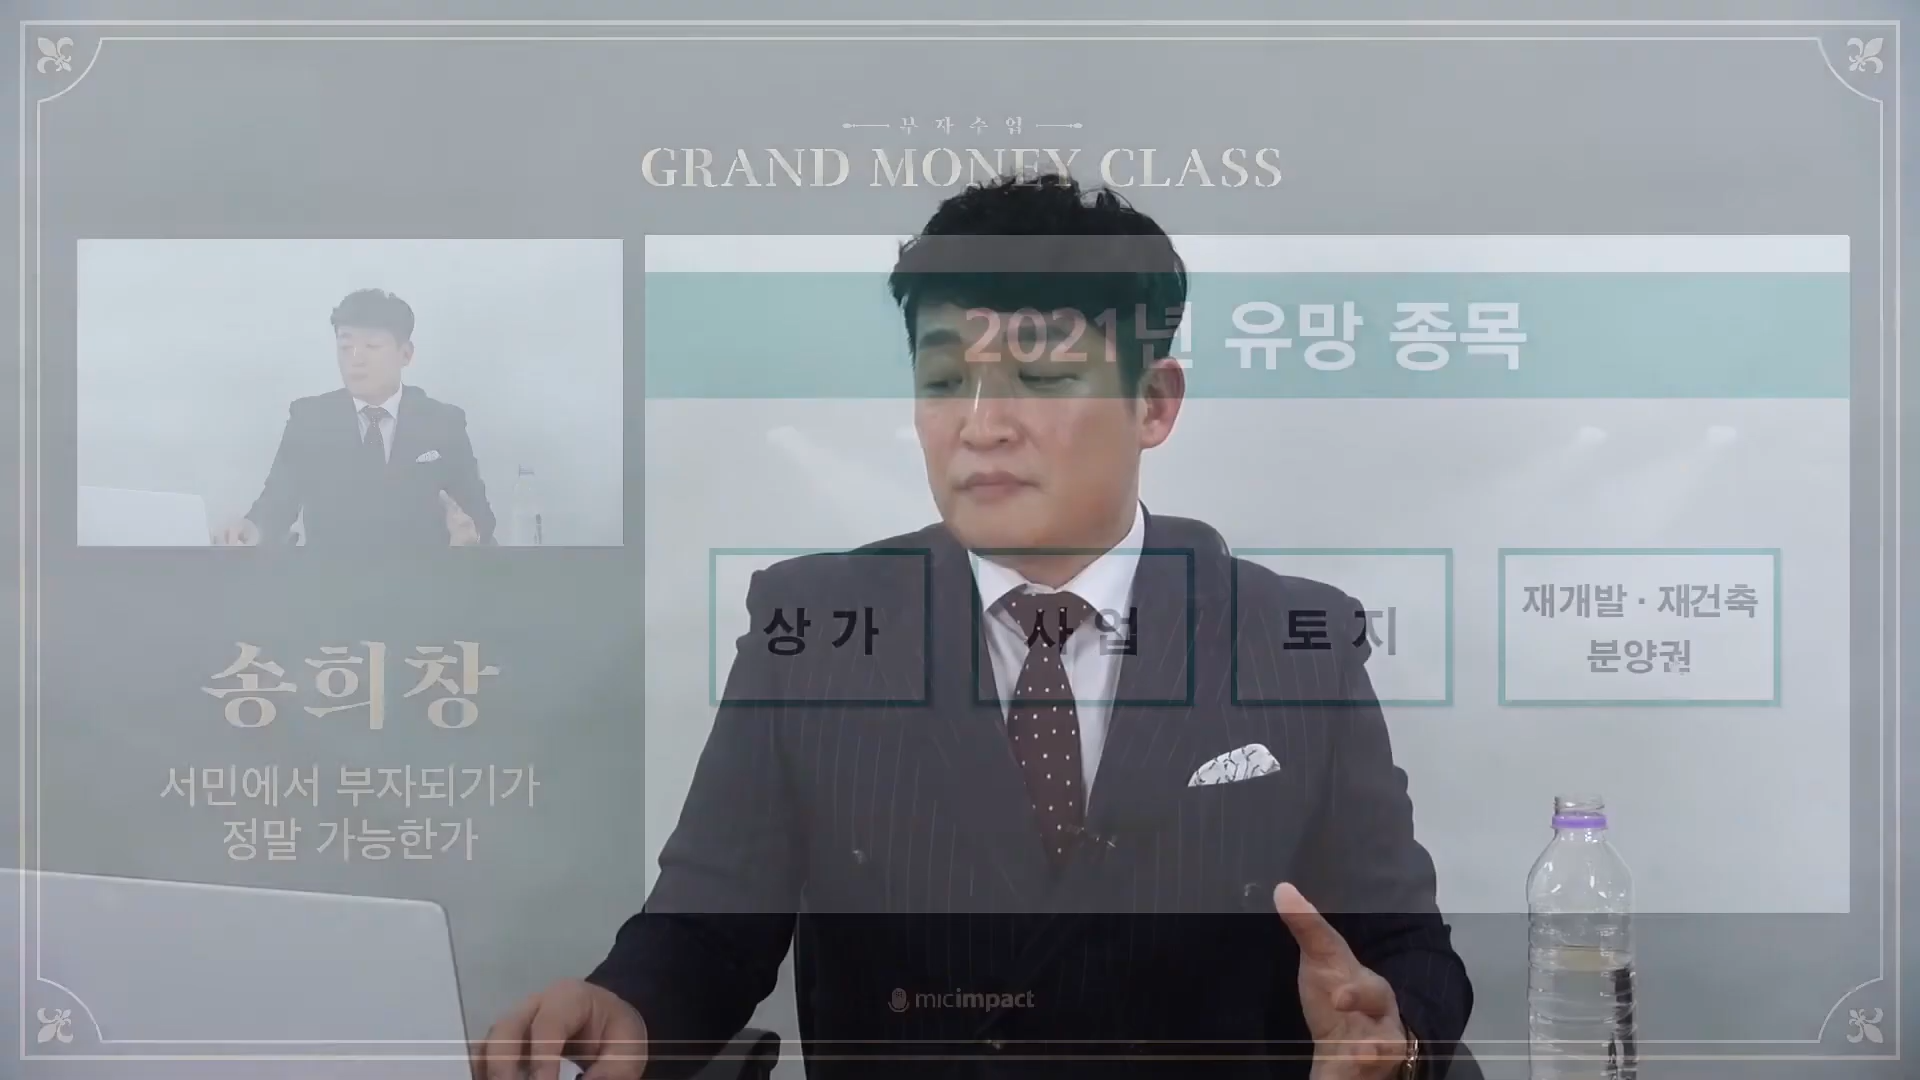 부자수업
GRAND MONEY CLASS
2021년 유망 종목
상가
사업
토지
재개발·재건축
분양권
송희창
서민에서 부자되기가
정말 가능한가
micimpact